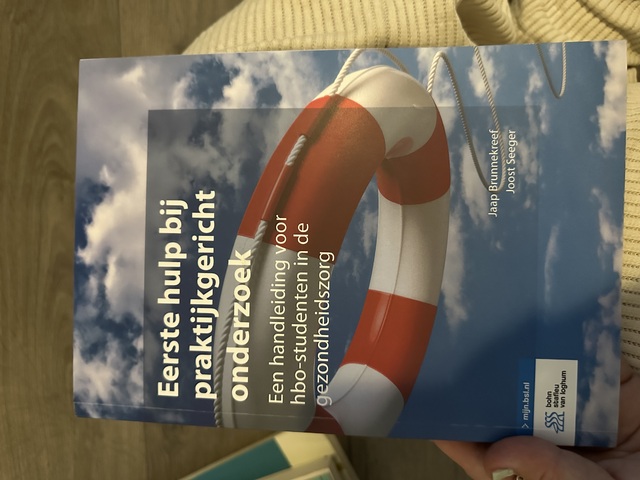 Eerste hulp bij
praktijkgericht
onderzoek
Een handleiding voor
hbo-studenten in de
gezondheidszorg
Jaap Brunnekreef
Joost Seeger
> mijn.bsl.nl
bohn
stafleu
van loghum